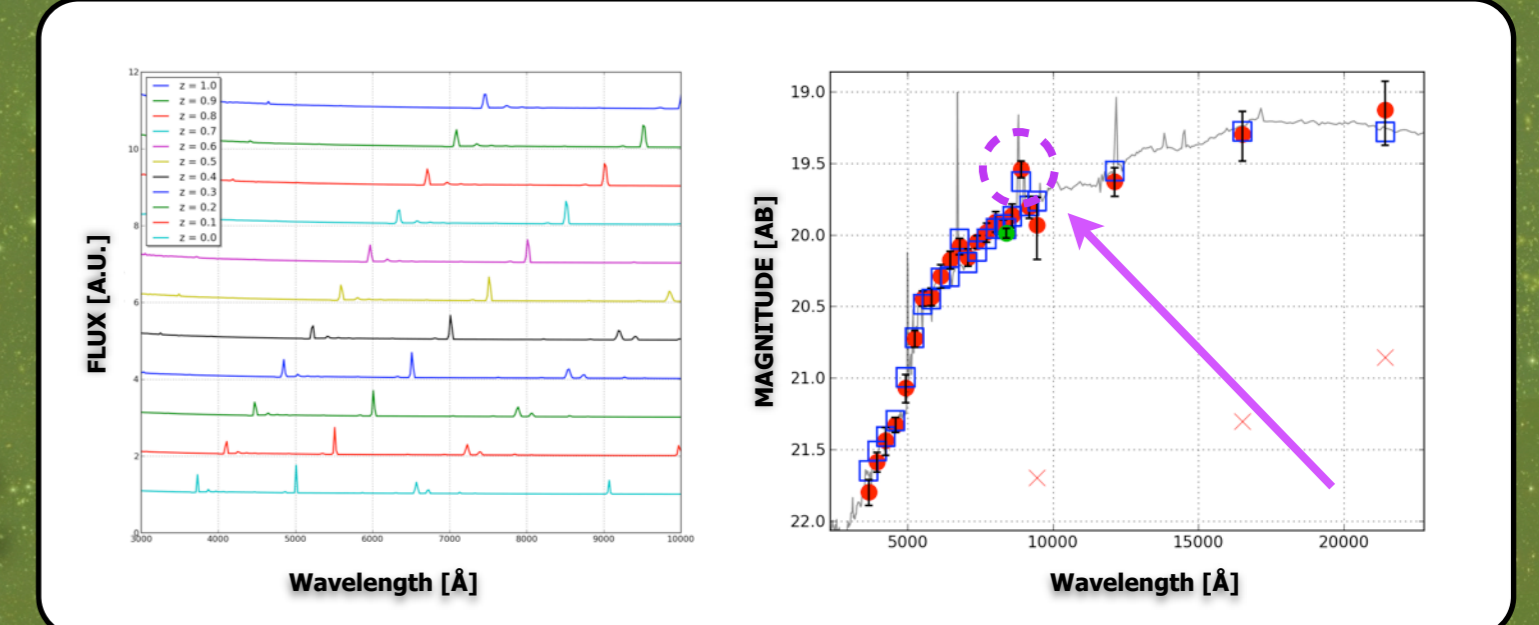 12
z = 1.0
z = 0.9
z = 0.8
z = 0.7
z = 0.6
z = 0.5
z = 0.4
z = 0.3
z = 0.2
z = 0.1
z = 0.0
10
8
6
4
2
0
3000 4000 5000 6000 7000 8000 9000 10000
FLUX [A.U.]
Wavelength [Å]
19.0
19.5
20.0
20.5
21.0
21.5
22.0
5000 10000 15000 20000
MAGNITUDE [AB]
Wavelength [Å]